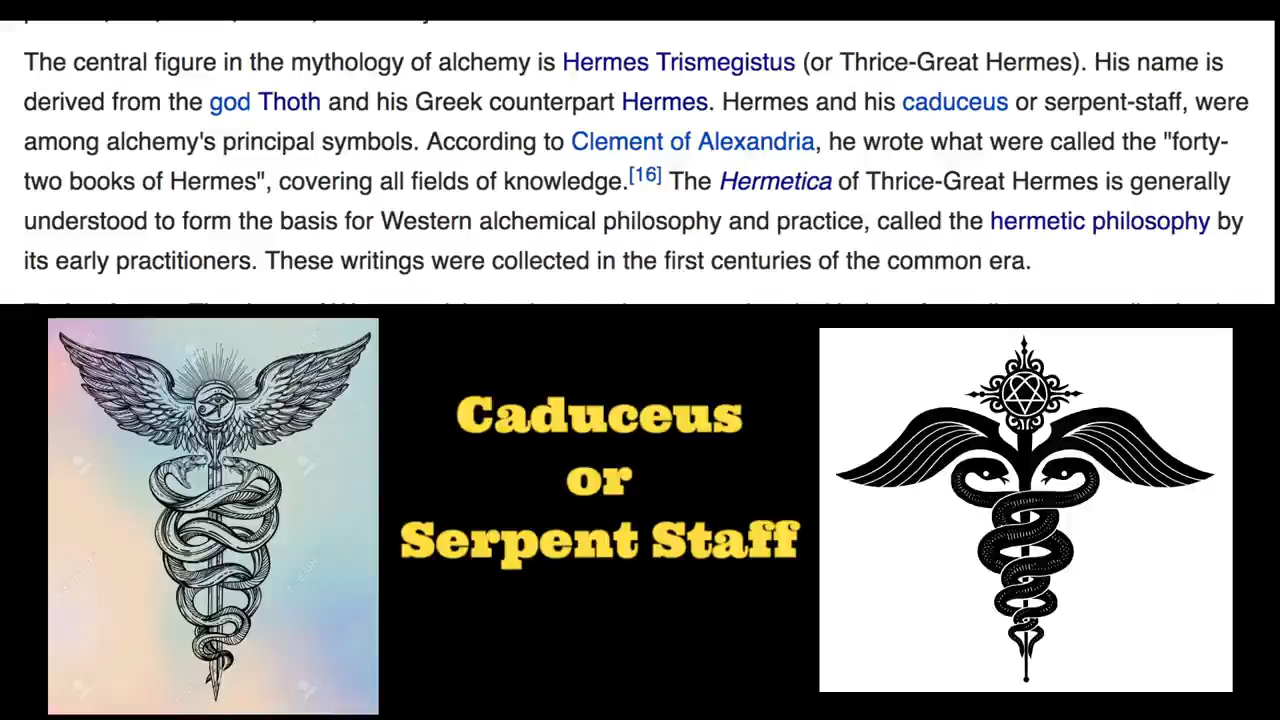 The central figure in the mythology of alchemy is Hermes Trismegistus (or Thrice-Great Hermes). His name is
derived from the god Thoth and his Greek counterpart Hermes. Hermes and his caduceus or serpent-staff, were
among alchemy's principal symbols. According to Clement of Alexandria, he wrote what were called the "forty-
two books of Hermes", covering all fields of knowledge.[16] The Hermetica of Thrice-Great Hermes is generally
understood to form the basis for Western alchemical philosophy and practice, called the hermetic philosophy by
its early practitioners. These writings were collected in the first centuries of the common era.
Caduceus
or
Serpent Staff